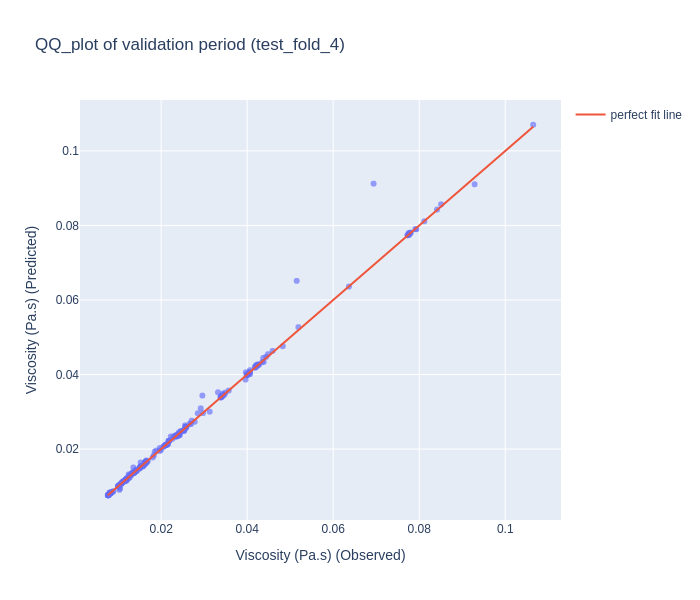 QQ_plot of validation period (test_fold_4)
perfect fit line
Viscosity (Pa.s) (Predicted)
0.1
0.08
0.06
0.04
0.02
0.02 0.04 0.06 0.08 0.1
Viscosity (Pa.s) (Observed)